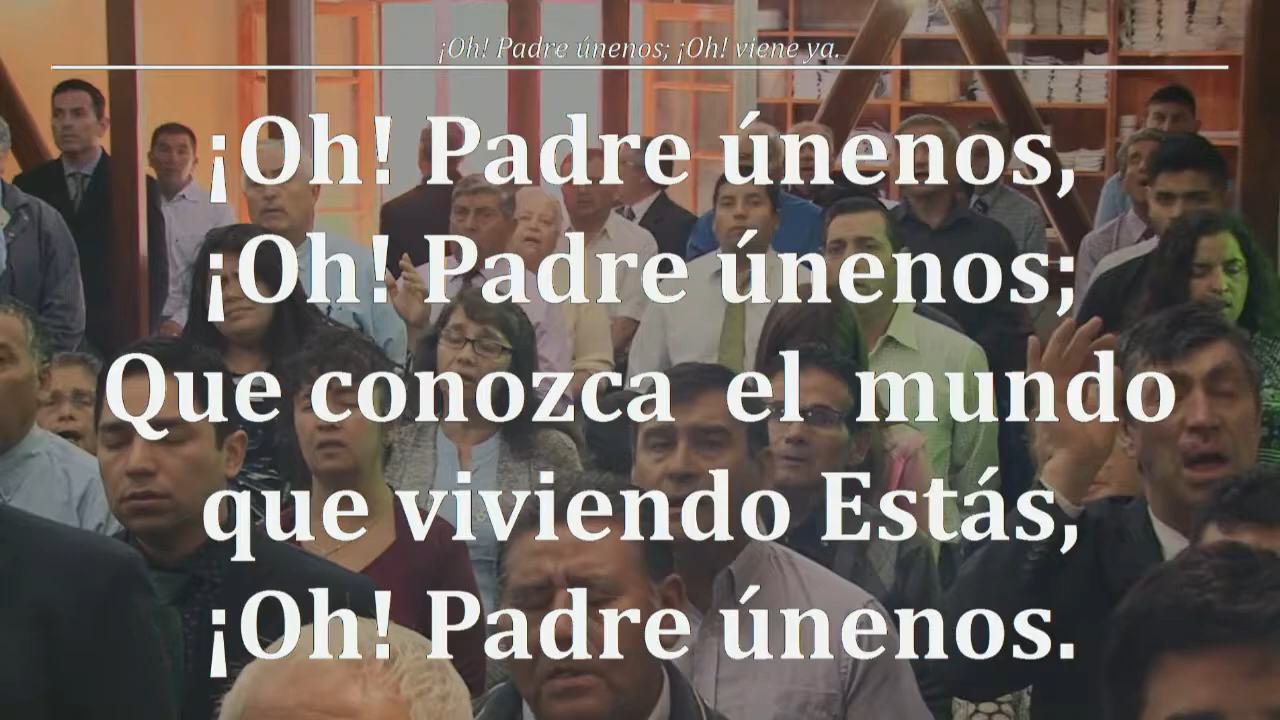 ¡Oh! Padre únenos; ¡Oh! viene ya.
¡Oh! Padre únenos,
¡Oh! Padre únenos;
Que conozca el mundo
que viviendo Estás,
¡Oh! Padre únenos.